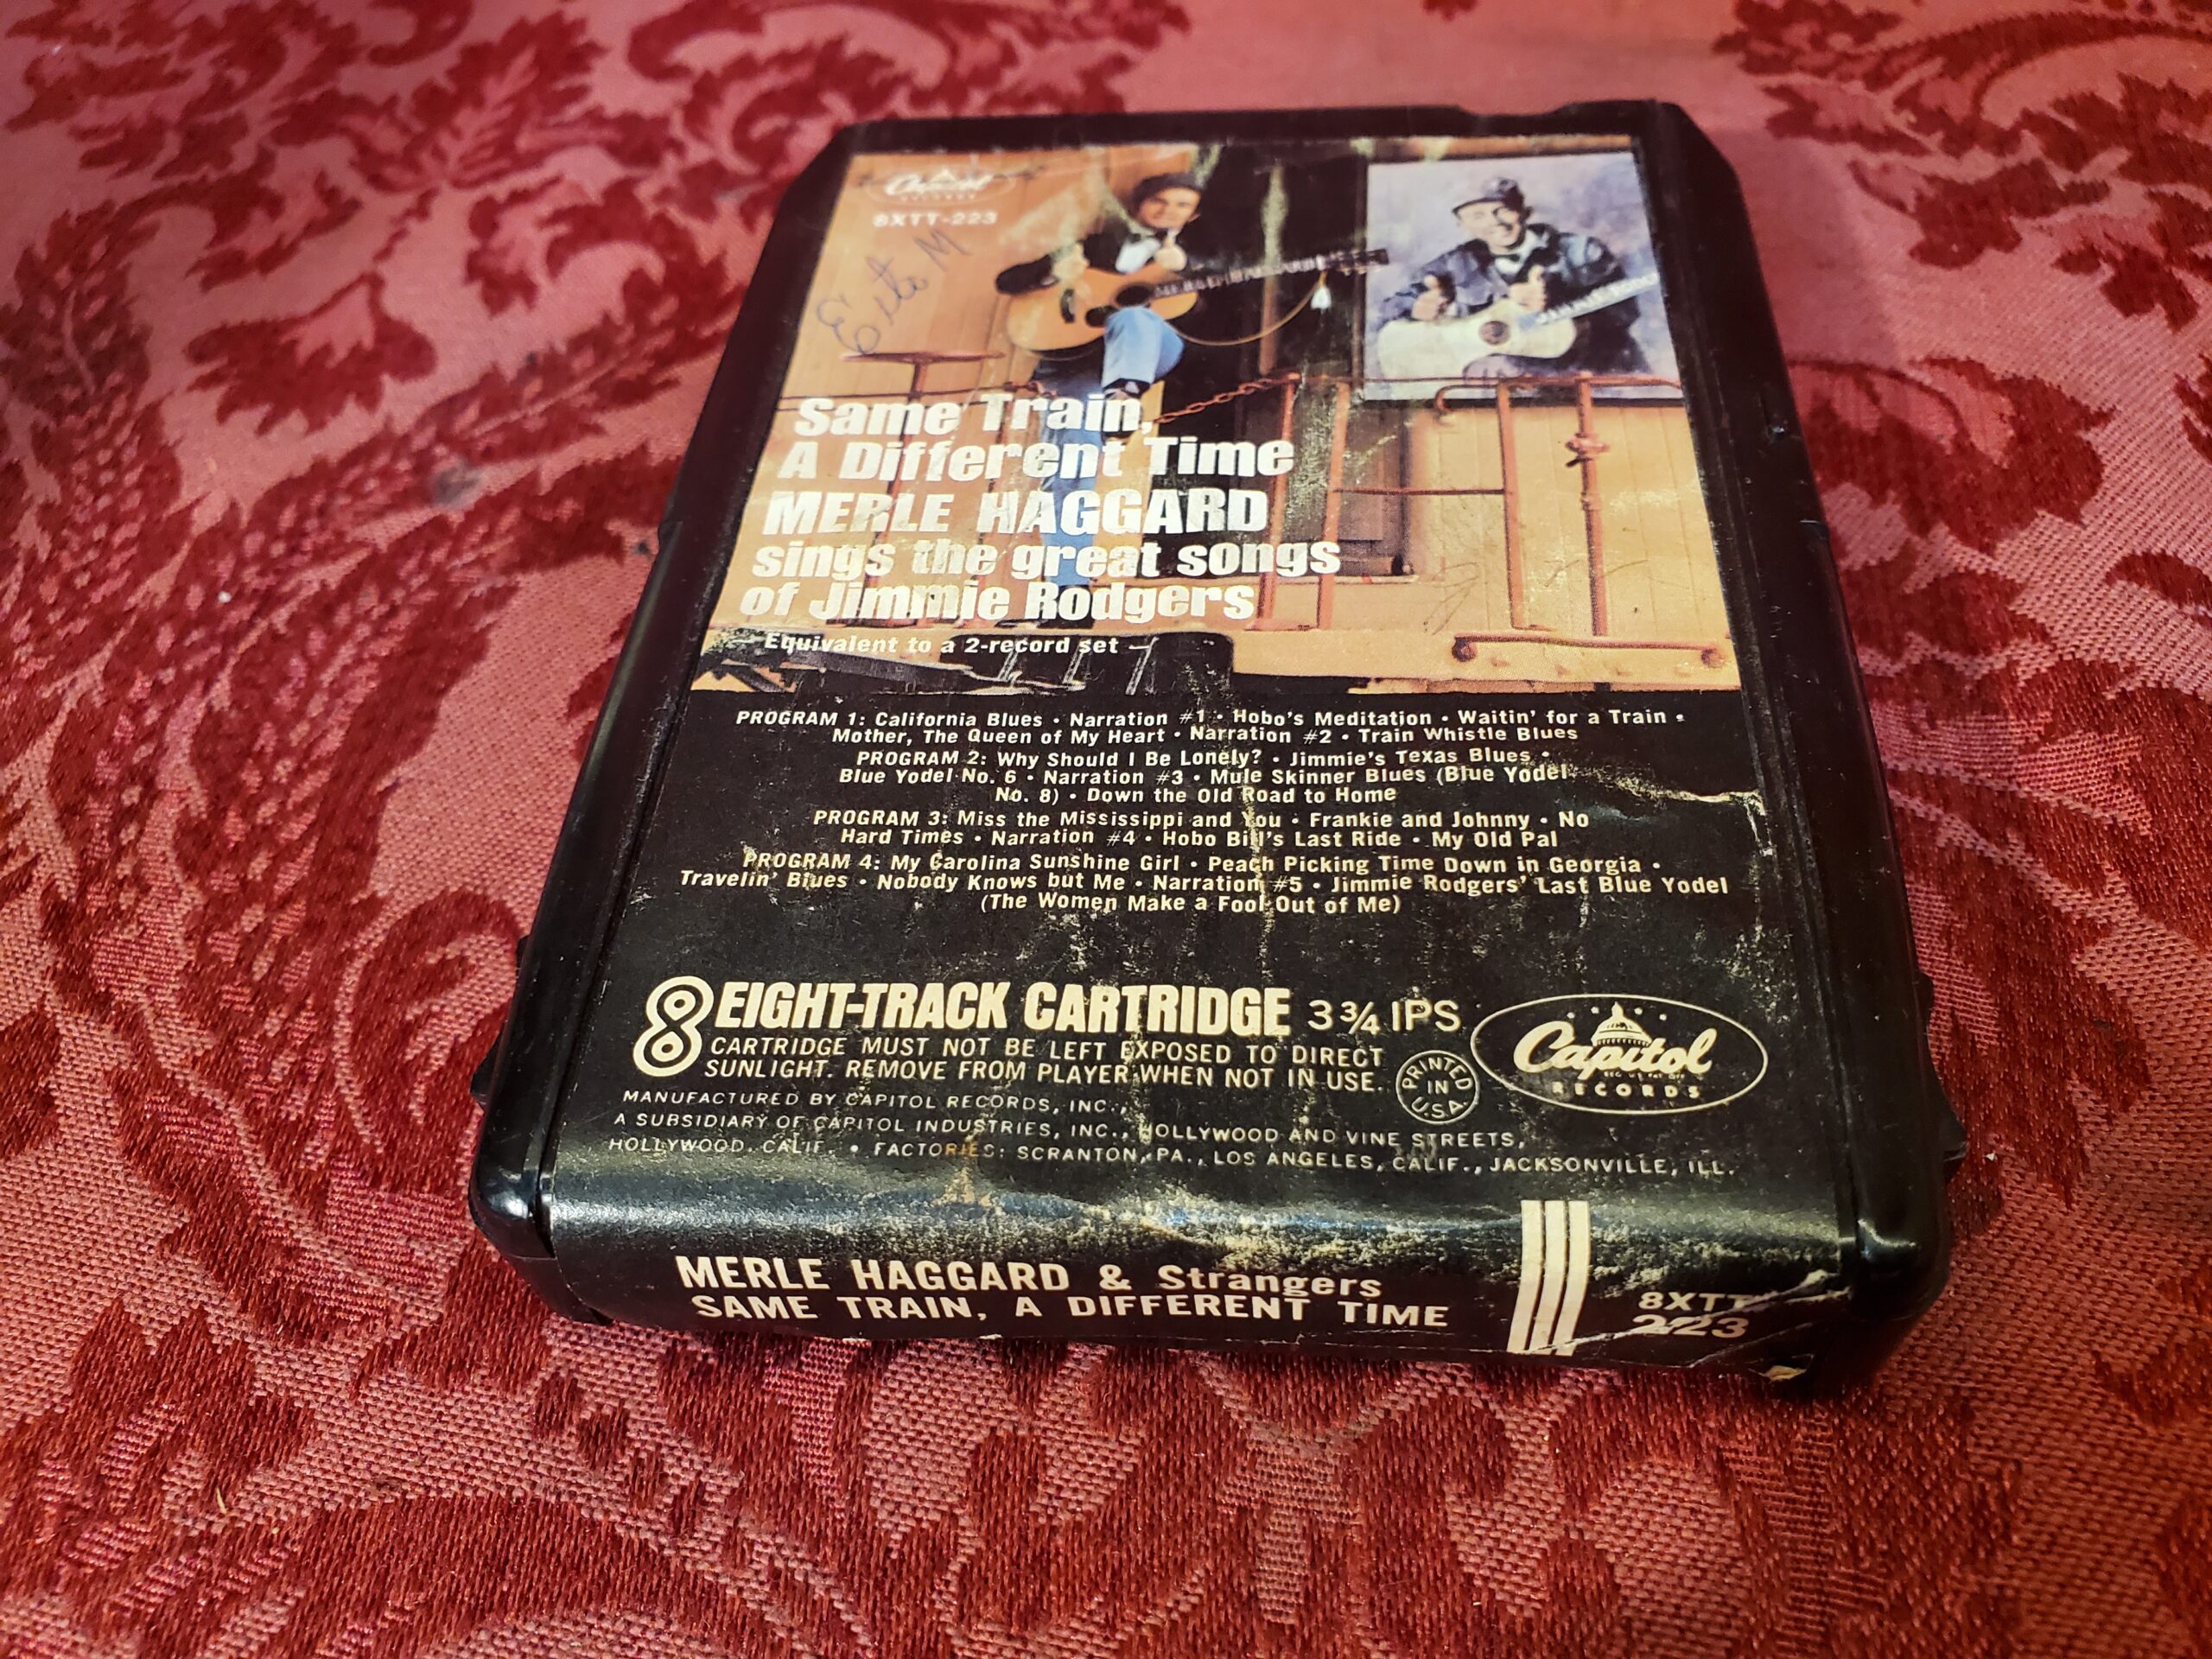 Capitol
RECORDS
8XTT-223
Same Train,
A Different Time
MERLE HAGGARD
sings the great songs
of Jimmie Rodgers
Equivalent to a 2-record set
PROGRAM 1: California Blues • Narration #1 • Hobo's Meditation • Waitin' for a Train •
Mother, The Queen of My Heart • Narration #2 • Train Whistle Blues
PROGRAM 2: Why Should I Be Lonely? • Jimmie's Texas Blues •
Blue Yodel No. 6 • Narration #3 • Mule Skinner Blues (Blue Yodel
No. 8) • Down the Old Road to Home
PROGRAM 3: Miss the Mississippi and You • Frankie and Johnny • No
Hard Times • Narration #4 • Hobo Bill's Last Ride • My Old Pal
PROGRAM 4: My Carolina Sunshine Girl • Peach Picking Time Down in Georgia •
Travelin' Blues • Nobody Knows but Me • Narration #5 • Jimmie Rodgers' Last Blue Yodel
(The Women Make a Fool Out of Me)
8 EIGHT-TRACK CARTRIDGE 3¾ IPS
CARTRIDGE MUST NOT BE LEFT EXPOSED TO DIRECT
SUNLIGHT. REMOVE FROM PLAYER WHEN NOT IN USE.
PRINTED
IN
U.S.A.
Capitol
RECORDS
MANUFACTURED BY CAPITOL RECORDS, INC.,
A SUBSIDIARY OF CAPITOL INDUSTRIES, INC., HOLLYWOOD AND VINE STREETS,
HOLLYWOOD, CALIF. • FACTORIES: SCRANTON, PA., LOS ANGELES, CALIF., JACKSONVILLE, ILL.
MERLE HAGGARD & Strangers
SAME TRAIN, A DIFFERENT TIME
8XTT
223